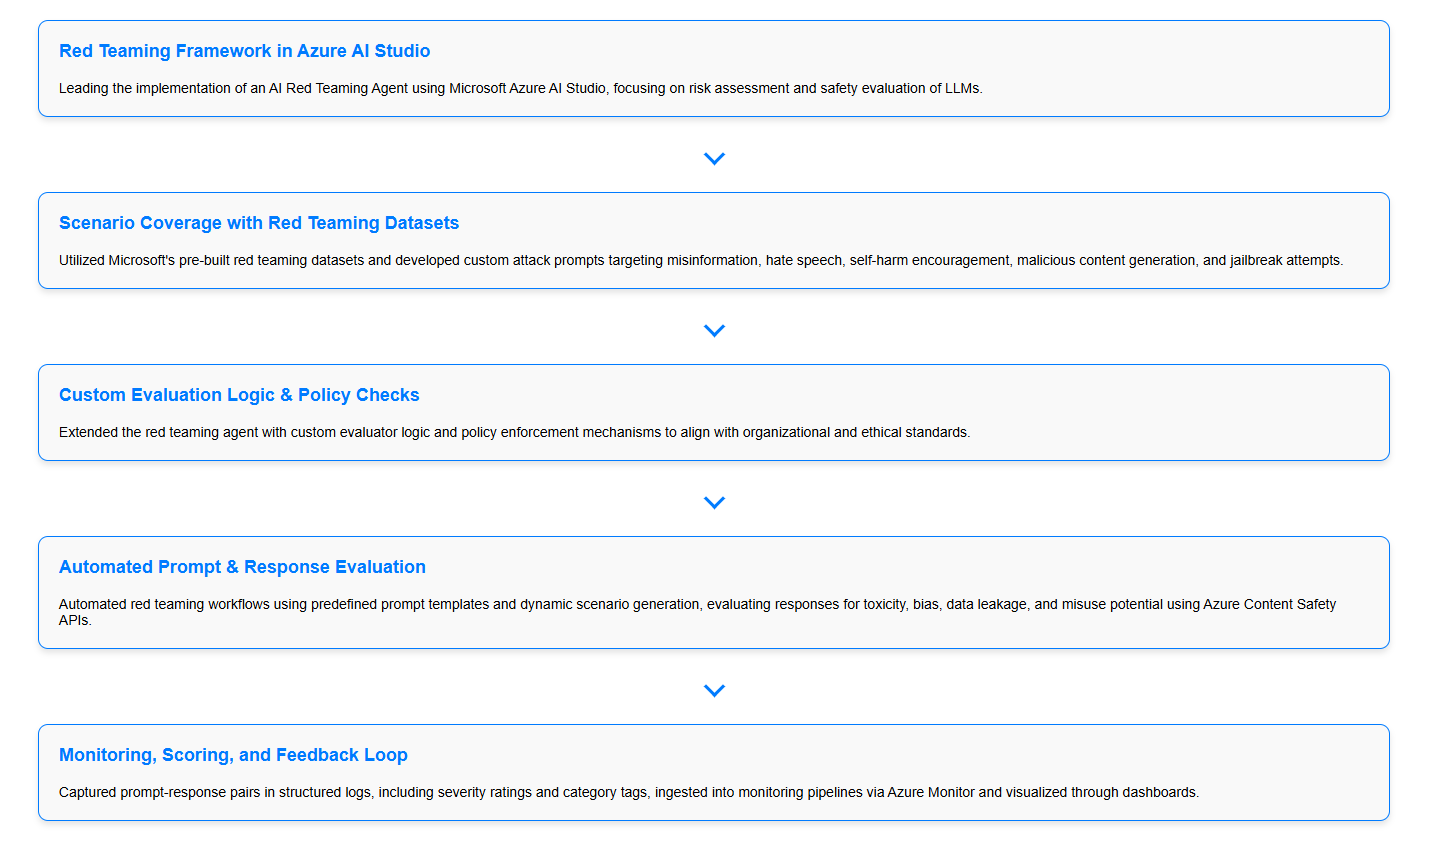 Red Teaming Framework in Azure AI Studio
Leading the implementation of an AI Red Teaming Agent using Microsoft Azure AI Studio, focusing on risk assessment and safety evaluation of LLMs.
Scenario Coverage with Red Teaming Datasets
Utilized Microsoft's pre-built red teaming datasets and developed custom attack prompts targeting misinformation, hate speech, self-harm encouragement, malicious content generation, and jailbreak attempts.
Custom Evaluation Logic & Policy Checks
Extended the red teaming agent with custom evaluator logic and policy enforcement mechanisms to align with organizational and ethical standards.
Automated Prompt & Response Evaluation
Automated red teaming workflows using predefined prompt templates and dynamic scenario generation, evaluating responses for toxicity, bias, data leakage, and misuse potential using Azure Content Safety
APIs.
Monitoring, Scoring, and Feedback Loop
Captured prompt-response pairs in structured logs, including severity ratings and category tags, ingested into monitoring pipelines via Azure Monitor and visualized through dashboards.